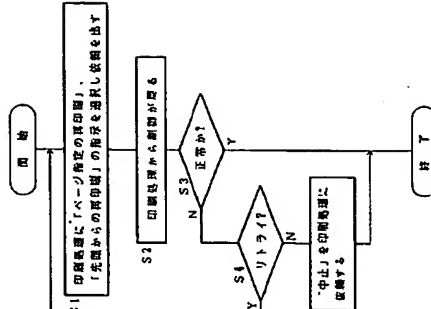 開始
S1
印刷処理に「ページ指定の再印刷」、
「先頭からの再印刷」の指示を選択し依頼を出す
S2
印刷処理から制御が戻る
S3
正常か?
N
Y
S4
リトライ?
Y
N
"中止"を印刷処理に
依頼する
終了